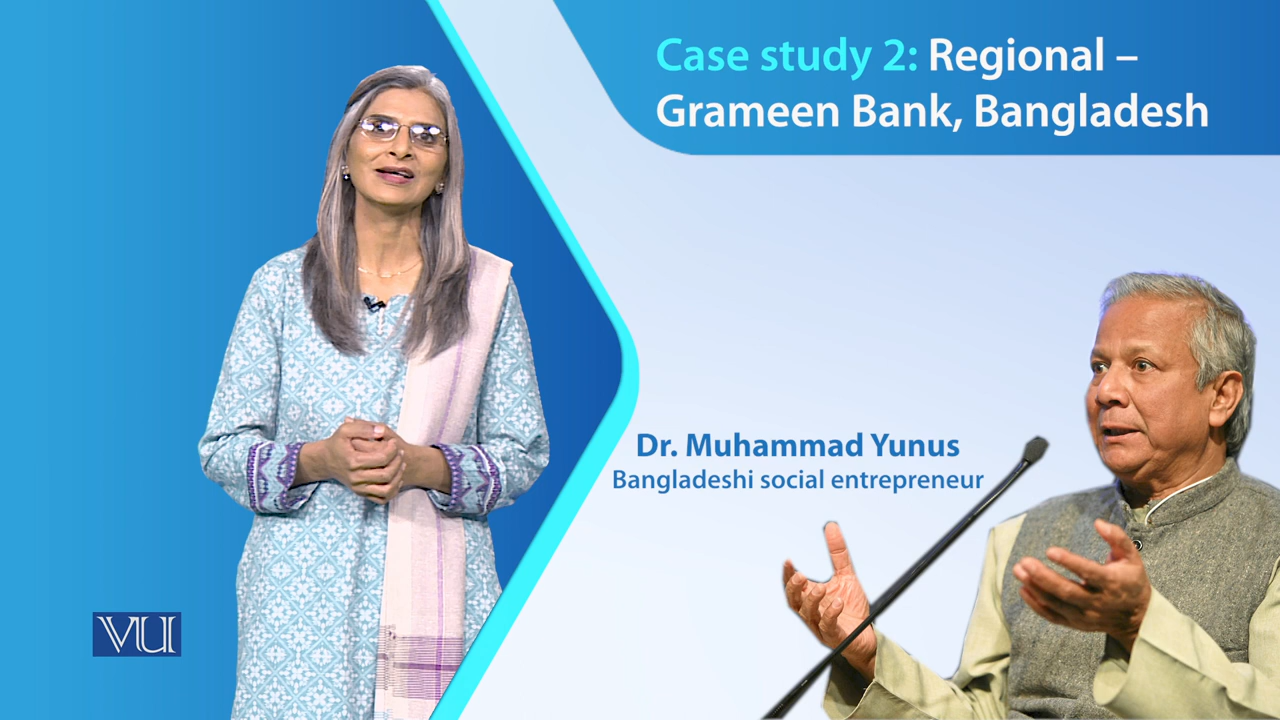 Case study 2: Regional –
Grameen Bank, Bangladesh
Dr. Muhammad Yunus
Bangladeshi social entrepreneur
VU